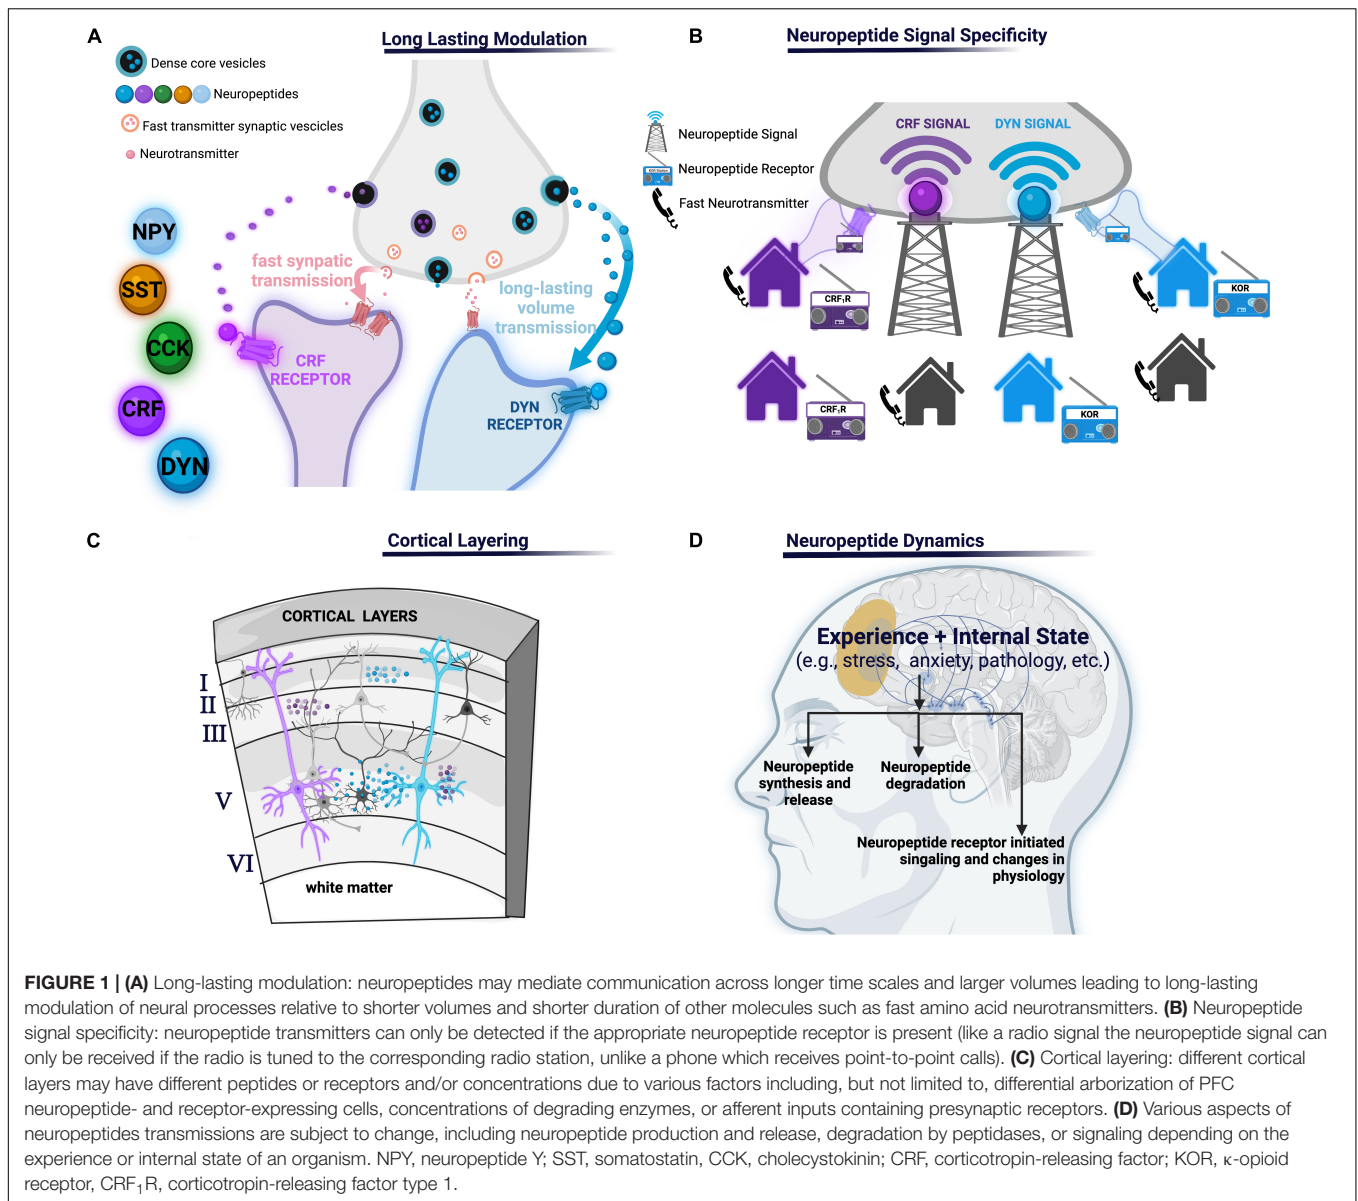 A
Long Lasting Modulation
Dense core vesicles
Neuropeptides
Fast transmitter synaptic vescicles
Neurotransmitter
NPY
SST
CCK
CRF
DYN
fast synpatic
transmission
long-lasting
volume
transmission
CRF
RECEPTOR
DYN
RECEPTOR
B
Neuropeptide Signal Specificity
Neuropeptide Signal
KOR Station
Neuropeptide Receptor
Fast Neurotransmitter
CRF SIGNAL
DYN SIGNAL
CRF₁R
KOR
CRF₁R
KOR
C
Cortical Layering
CORTICAL LAYERS
I
II
III
V
VI
white matter
D
Neuropeptide Dynamics
Experience + Internal State
(e.g., stress, anxiety, pathology, etc.)
Neuropeptide
synthesis and
release
Neuropeptide
degradation
Neuropeptide receptor initiated
singaling and changes in
physiology
FIGURE 1 | (A) Long-lasting modulation: neuropeptides may mediate communication across longer time scales and larger volumes leading to long-lasting
modulation of neural processes relative to shorter volumes and shorter duration of other molecules such as fast amino acid neurotransmitters. (B) Neuropeptide
signal specificity: neuropeptide transmitters can only be detected if the appropriate neuropeptide receptor is present (like a radio signal the neuropeptide signal can
only be received if the radio is tuned to the corresponding radio station, unlike a phone which receives point-to-point calls). (C) Cortical layering: different cortical
layers may have different peptides or receptors and/or concentrations due to various factors including, but not limited to, differential arborization of PFC
neuropeptide- and receptor-expressing cells, concentrations of degrading enzymes, or afferent inputs containing presynaptic receptors. (D) Various aspects of
neuropeptides transmissions are subject to change, including neuropeptide production and release, degradation by peptidases, or signaling depending on the
experience or internal state of an organism. NPY, neuropeptide Y; SST, somatostatin, CCK, cholecystokinin; CRF, corticotropin-releasing factor; KOR, κ-opioid
receptor, CRF₁R, corticotropin-releasing factor type 1.